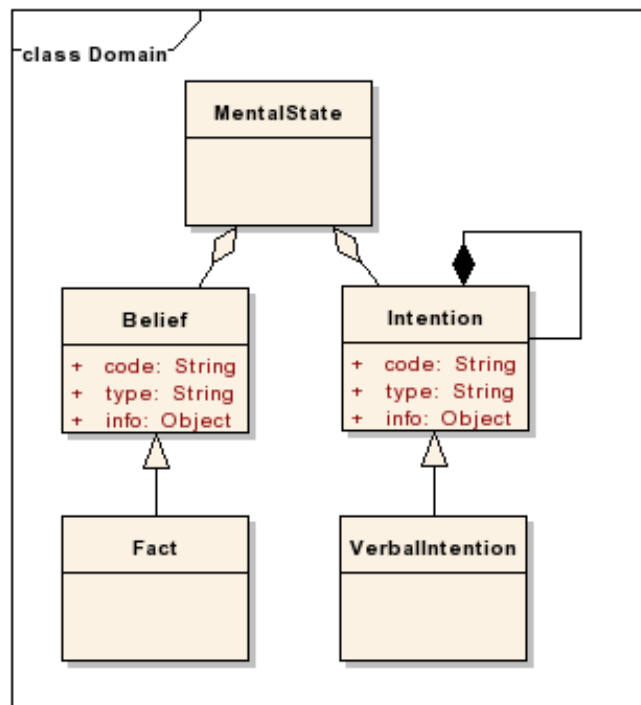 class Domain
MentalState
Belief
+ code: String
+ type: String
+ info: Object
Intention
+ code: String
+ type: String
+ info: Object
Fact
VerbalIntention